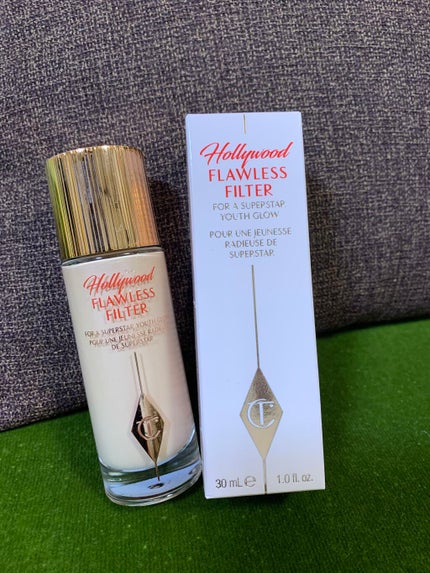 Hollywood
FLAWLESS
FILTER
FOR A SUPERSTAR YOUTH GLOW
POUR UNE JEUNESSE RADIEUSE
DE SUPERSTAR
CT
Hollywood
FLAWLESS
FILTER
FOR A SUPERSTAR
YOUTH GLOW
POUR UNE JEUNESSE
RADIEUSE DE
SUPERSTAR
CT
30 mL e 1.0 fl. oz.